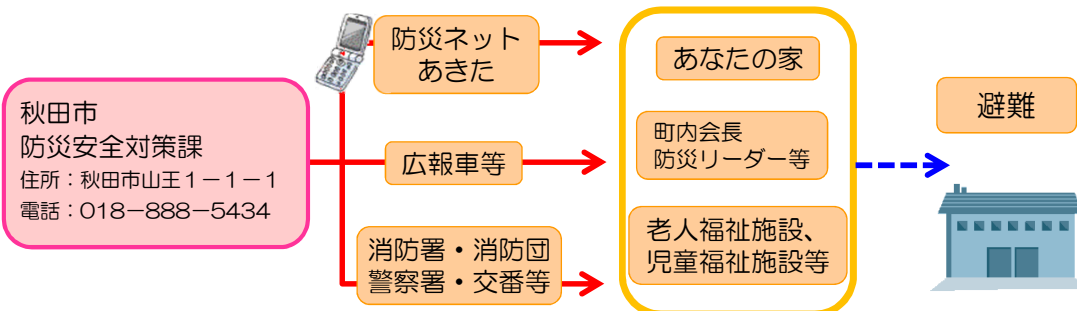 秋田市
防災安全対策課
住所：秋田市山王１－１－１
電話：018－888－5434
防災ネット
あきた
広報車等
消防署・消防団
警察署・交番等
あなたの家
町内会長
防災リーダー等
老人福祉施設、
児童福祉施設等
避難